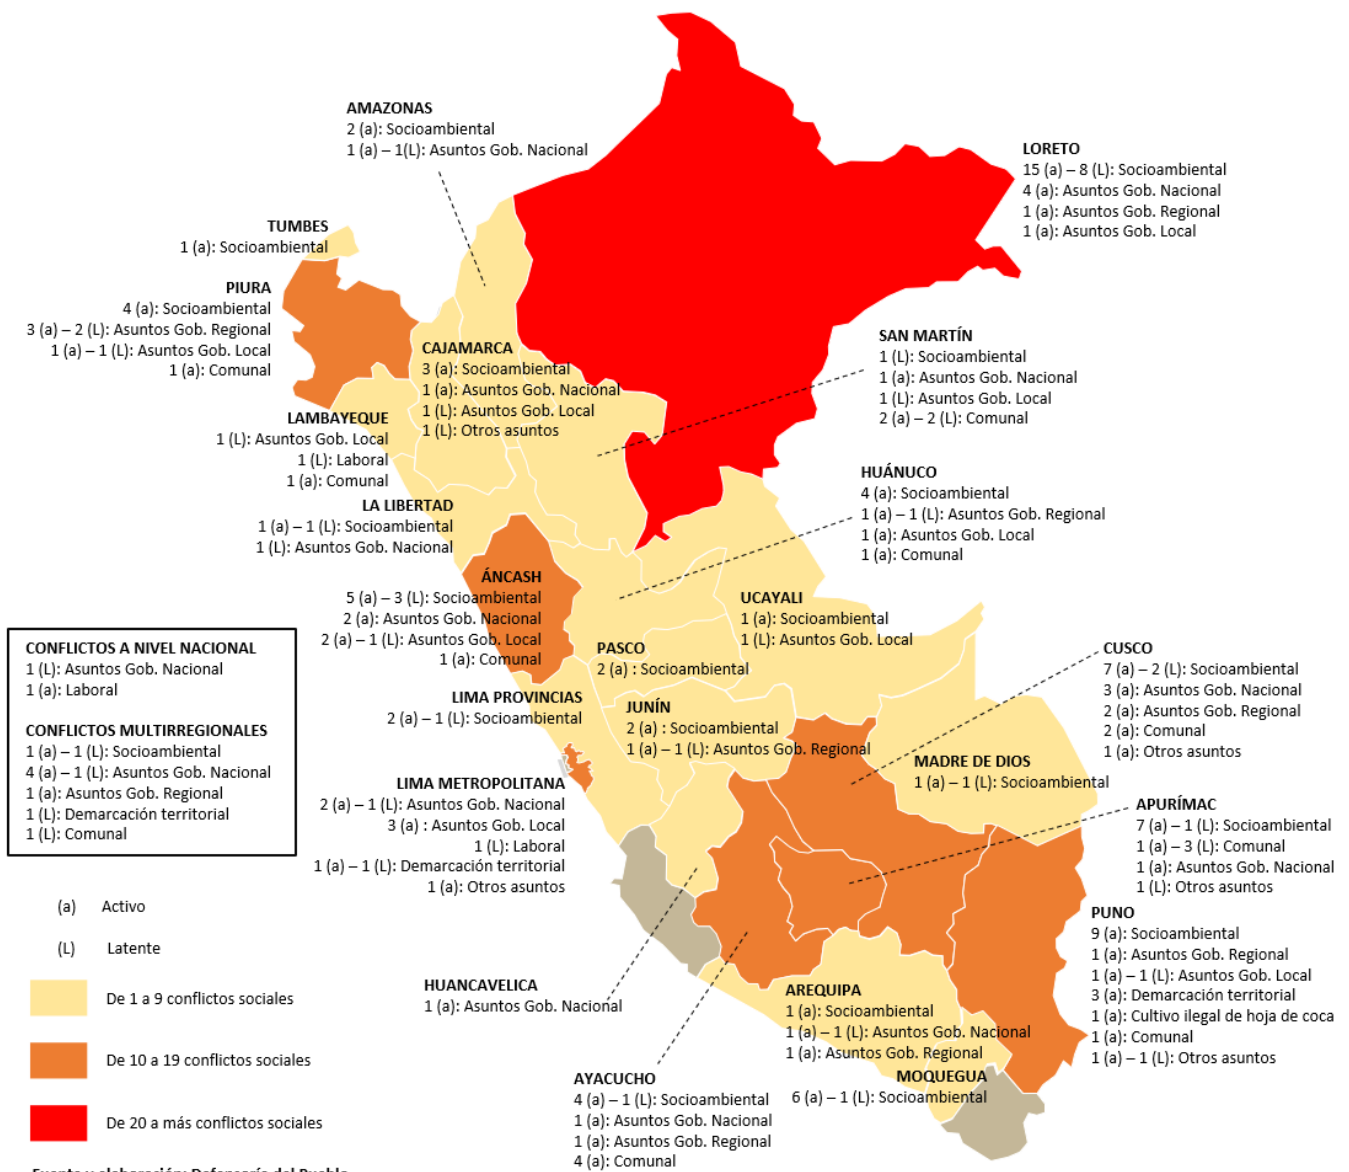 AMAZONAS
2 (a): Socioambiental
1 (a) – 1(L): Asuntos Gob. Nacional
LORETO
15 (a) – 8 (L): Socioambiental
4 (a): Asuntos Gob. Nacional
1 (a): Asuntos Gob. Regional
1 (a): Asuntos Gob. Local
TUMBES
1 (a): Socioambiental
PIURA
4 (a): Socioambiental
3 (a) – 2 (L): Asuntos Gob. Regional
1 (a) – 1 (L): Asuntos Gob. Local
1 (a): Comunal
CAJAMARCA
3 (a): Socioambiental
1 (a): Asuntos Gob. Nacional
1 (L): Asuntos Gob. Local
1 (L): Otros asuntos
SAN MARTÍN
1 (L): Socioambiental
1 (a): Asuntos Gob. Nacional
1 (L): Asuntos Gob. Local
2 (a) – 2 (L): Comunal
LAMBAYEQUE
1 (L): Asuntos Gob. Local
1 (L): Laboral
1 (a): Comunal
HUÁNUCO
4 (a): Socioambiental
1 (a) – 1 (L): Asuntos Gob. Regional
1 (a): Asuntos Gob. Local
1 (a): Comunal
LA LIBERTAD
1 (a) – 1 (L): Socioambiental
1 (L): Asuntos Gob. Nacional
ÁNCASH
5 (a) – 3 (L): Socioambiental
2 (a): Asuntos Gob. Nacional
2 (a) – 1 (L): Asuntos Gob. Local
1 (a): Comunal
UCAYALI
1 (a): Socioambiental
1 (L): Asuntos Gob. Local
PASCO
2 (a) : Socioambiental
CUSCO
7 (a) – 2 (L): Socioambiental
3 (a): Asuntos Gob. Nacional
2 (a): Asuntos Gob. Regional
2 (a): Comunal
1 (a): Otros asuntos
CONFLICTOS A NIVEL NACIONAL
1 (L): Asuntos Gob. Nacional
1 (a): Laboral
CONFLICTOS MULTIRREGIONALES
1 (a) – 1 (L): Socioambiental
4 (a) – 1 (L): Asuntos Gob. Nacional
1 (a): Asuntos Gob. Regional
1 (L): Demarcación territorial
1 (L): Comunal
LIMA PROVINCIAS
2 (a) – 1 (L): Socioambiental
JUNÍN
2 (a) : Socioambiental
1 (a) – 1 (L): Asuntos Gob. Regional
MADRE DE DIOS
1 (a) – 1 (L): Socioambiental
LIMA METROPOLITANA
2 (a) – 1 (L): Asuntos Gob. Nacional
3 (a) : Asuntos Gob. Local
1 (L): Laboral
1 (a) – 1 (L): Demarcación territorial
1 (a): Otros asuntos
APURÍMAC
7 (a) – 1 (L): Socioambiental
1 (a) – 3 (L): Comunal
1 (a): Asuntos Gob. Nacional
1 (L): Otros asuntos
PUNO
9 (a): Socioambiental
1 (a): Asuntos Gob. Regional
1 (a) – 1 (L): Asuntos Gob. Local
3 (a): Demarcación territorial
1 (a): Cultivo ilegal de hoja de coca
1 (a): Comunal
1 (a) – 1 (L): Otros asuntos
HUANCAVELICA
1 (a): Asuntos Gob. Nacional
AREQUIPA
1 (a): Socioambiental
1 (a) – 1 (L): Asuntos Gob. Nacional
1 (a): Asuntos Gob. Regional
MOQUEGUA
6 (a) – 1 (L): Socioambiental
AYACUCHO
4 (a) – 1 (L): Socioambiental
1 (a): Asuntos Gob. Nacional
1 (a): Asuntos Gob. Regional
4 (a): Comunal
(a) Activo
(L) Latente
De 1 a 9 conflictos sociales
De 10 a 19 conflictos sociales
De 20 a más conflictos sociales
Fuente y elaboración: Defensoría del Pueblo